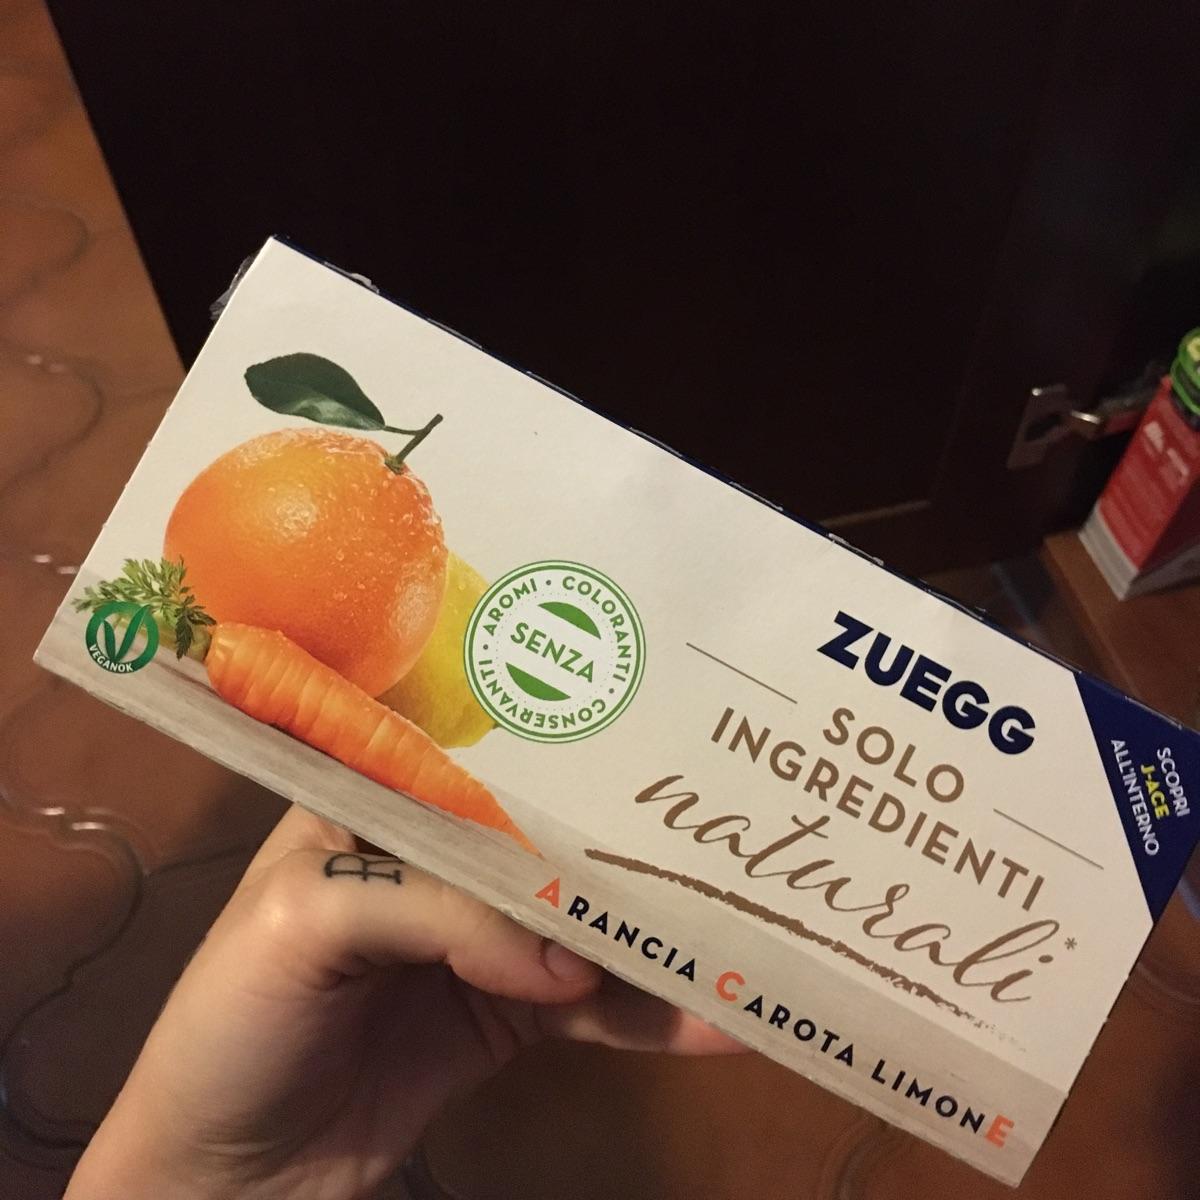 ZUEGG
SOLO
INGREDIENTI
naturali*
ARANCIA CAROTA LIMONE
SENZA
AROMI • COLORANTI • CONSERVANTI •
VEGANOK
SCOPRI
J-ACE
ALL'INTERNO